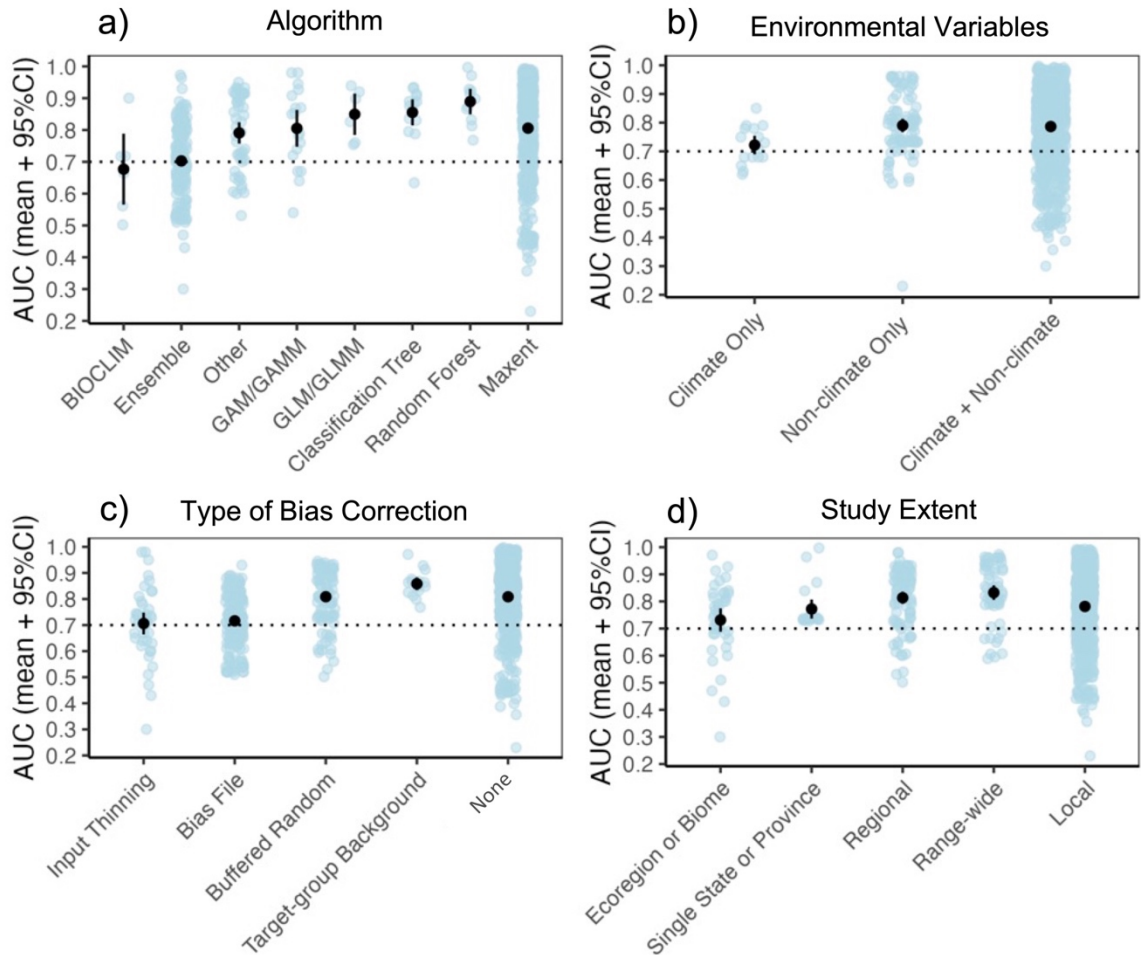 a) Algorithm
AUC (mean + 95%CI)
1.0
0.9
0.8
0.7
0.6
0.5
0.4
0.3
0.2
BIOCLIM
Ensemble
Other
GAM/GAMM
GLM/GLMM
Classification Tree
Random Forest
Maxent
b) Environmental Variables
AUC (mean + 95%CI)
1.0
0.9
0.8
0.7
0.6
0.5
0.4
0.3
0.2
Climate Only
Non-climate Only
Climate + Non-climate
c) Type of Bias Correction
AUC (mean + 95%CI)
1.0
0.9
0.8
0.7
0.6
0.5
0.4
0.3
0.2
Input Thinning
Bias File
Buffered Random
Target-group Background
None
d) Study Extent
AUC (mean + 95%CI)
1.0
0.9
0.8
0.7
0.6
0.5
0.4
0.3
0.2
Ecoregion or Biome
Single State or Province
Regional
Range-wide
Local